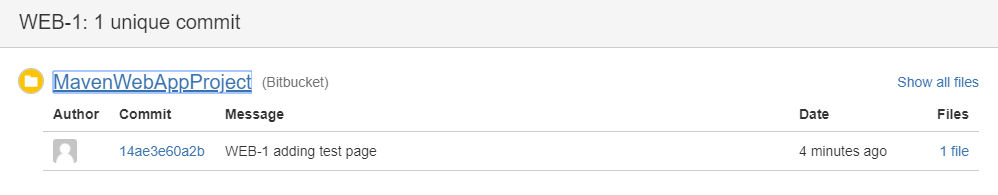 WEB-1: 1 unique commit
MavenWebAppProject (Bitbucket) Show all files
Author Commit Message Date Files
14ae3e60a2b WEB-1 adding test page 4 minutes ago 1 file